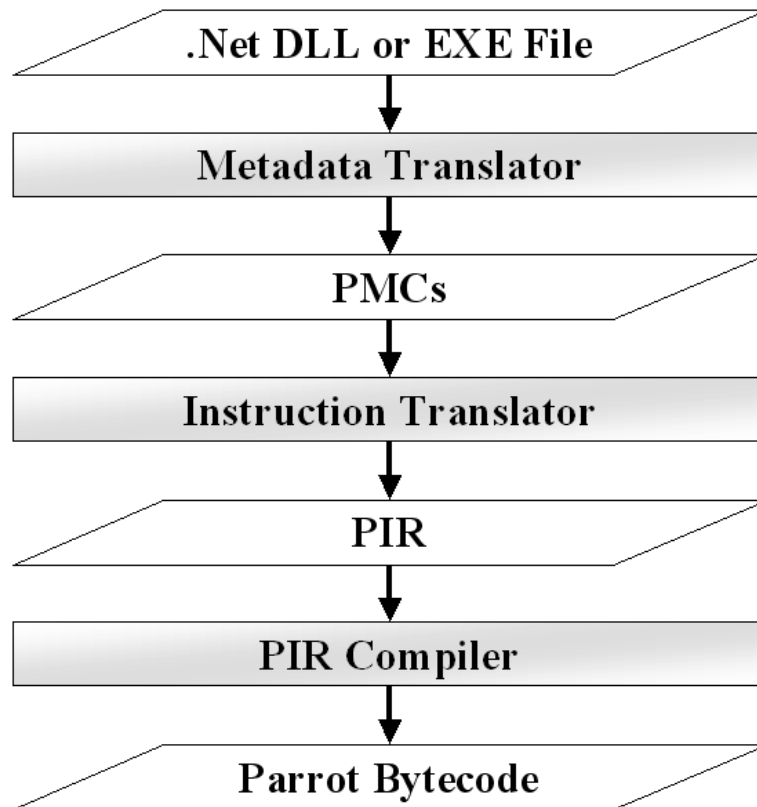 .Net DLL or EXE File
Metadata Translator
PMCs
Instruction Translator
PIR
PIR Compiler
Parrot Bytecode